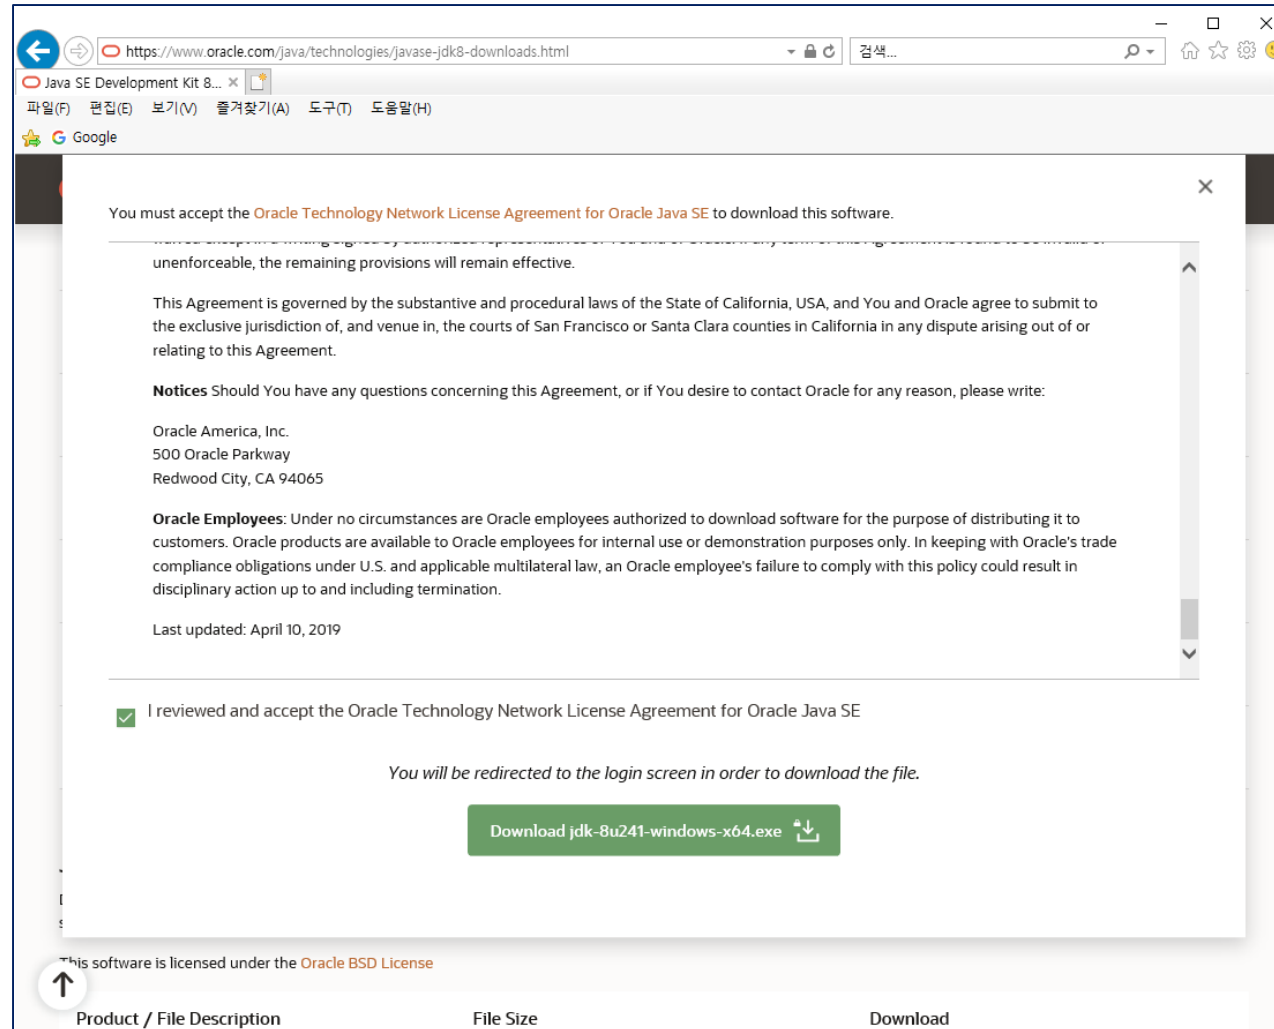 https://www.oracle.com/java/technologies/javase-jdk8-downloads.html
검색...
Java SE Development Kit 8...
파일(F) 편집(E) 보기(V) 즐겨찾기(A) 도구(T) 도움말(H)
Google
You must accept the Oracle Technology Network License Agreement for Oracle Java SE to download this software.
unenforceable, the remaining provisions will remain effective.
This Agreement is governed by the substantive and procedural laws of the State of California, USA, and You and Oracle agree to submit to
the exclusive jurisdiction of, and venue in, the courts of San Francisco or Santa Clara counties in California in any dispute arising out of or
relating to this Agreement.
Notices Should You have any questions concerning this Agreement, or if You desire to contact Oracle for any reason, please write:
Oracle America, Inc.
500 Oracle Parkway
Redwood City, CA 94065
Oracle Employees: Under no circumstances are Oracle employees authorized to download software for the purpose of distributing it to
customers. Oracle products are available to Oracle employees for internal use or demonstration purposes only. In keeping with Oracle's trade
compliance obligations under U.S. and applicable multilateral law, an Oracle employee's failure to comply with this policy could result in
disciplinary action up to and including termination.
Last updated: April 10, 2019
I reviewed and accept the Oracle Technology Network License Agreement for Oracle Java SE
You will be redirected to the login screen in order to download the file.
Download jdk-8u241-windows-x64.exe
This software is licensed under the Oracle BSD License
Product / File Description File Size Download